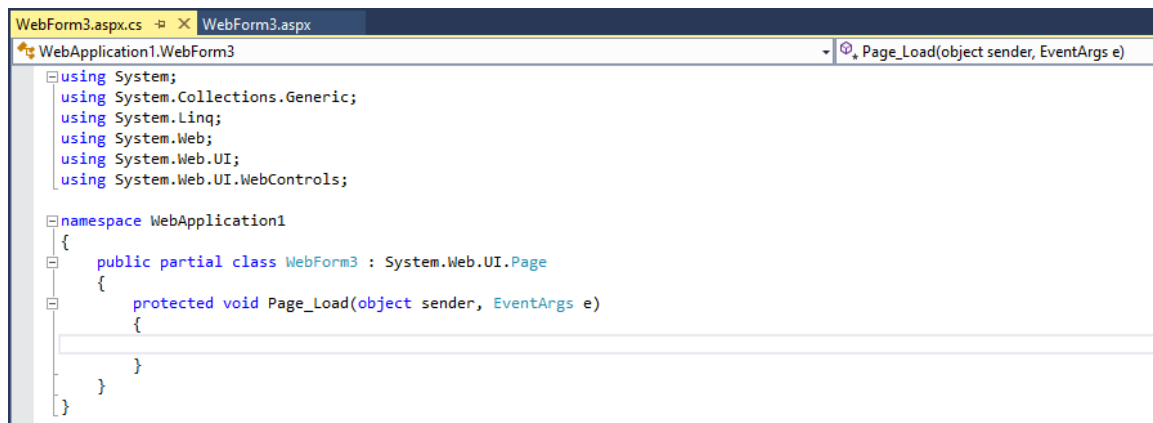 WebForm3.aspx.cs WebForm3.aspx
WebApplication1.WebForm3 Page_Load(object sender, EventArgs e)
using System;
using System.Collections.Generic;
using System.Linq;
using System.Web;
using System.Web.UI;
using System.Web.UI.WebControls;
namespace WebApplication1
{
public partial class WebForm3 : System.Web.UI.Page
{
protected void Page_Load(object sender, EventArgs e)
{
}
}
}